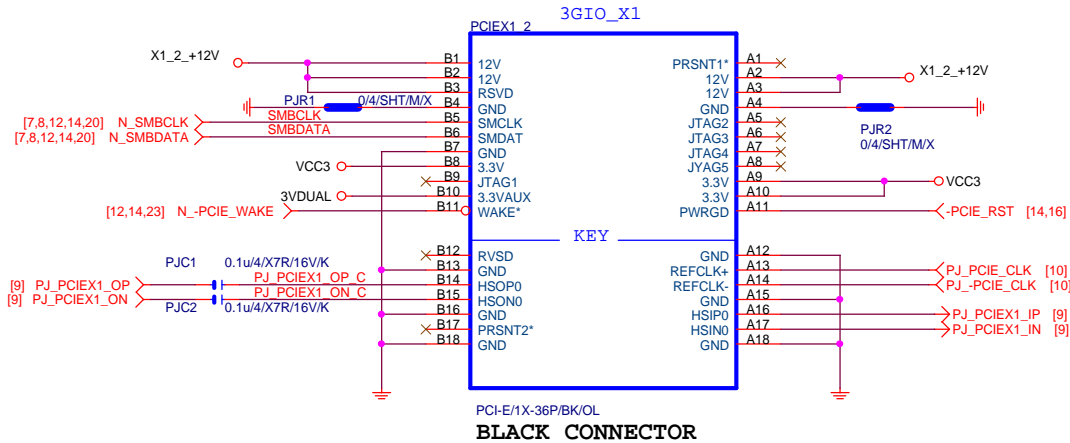 3GIO_X1
PCIEX1_2
X1_2_+12V B1 12V PRSNT1* A1
B2 12V 12V A2 X1_2_+12V
B3 RSVD 12V A3
PJR1 0/4/SHT/M/X B4 GND GND A4
[7,8,12,14,20] N_SMBCLK SMBCLK B5 SMCLK JTAG2 A5
[7,8,12,14,20] N_SMBDATA SMBDATA B6 SMDAT JTAG3 A6 PJR2
B7 GND JTAG4 A7 0/4/SHT/M/X
VCC3 B8 3.3V JYAG5 A8
B9 JTAG1 3.3V A9 VCC3
3VDUAL B10 3.3VAUX 3.3V A10
[12,14,23] N_-PCIE_WAKE B11 WAKE* PWRGD A11 -PCIE_RST [14,16]
KEY
B12 RVSD GND A12
PJC1 0.1u/4/X7R/16V/K B13 GND REFCLK+ A13 PJ_PCIE_CLK [10]
[9] PJ_PCIEX1_OP PJ_PCIEX1_OP_C B14 HSOP0 REFCLK- A14 PJ_-PCIE_CLK [10]
[9] PJ_PCIEX1_ON PJ_PCIEX1_ON_C B15 HSON0 GND A15
PJC2 0.1u/4/X7R/16V/K B16 GND HSIP0 A16 PJ_PCIEX1_IP [9]
B17 PRSNT2* HSIN0 A17 PJ_PCIEX1_IN [9]
B18 GND GND A18
PCI-E/1X-36P/BK/OL
BLACK CONNECTOR